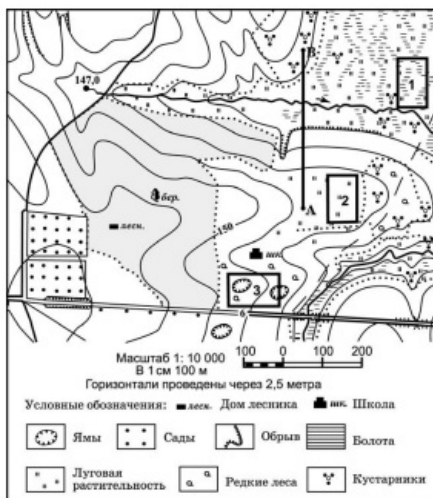 147,0
В
1
бер.
лесн.
150
А
2
шк.
3
6
Масштаб 1: 10 000
В 1см 100 м
100 0 100 200
Горизонтали проведены через 2,5 метра
Условные обозначения: лесн. Дом лесника шк. Школа
Ямы Сады Обрыв Болота
Луговая растительность Редкие леса Кустарники